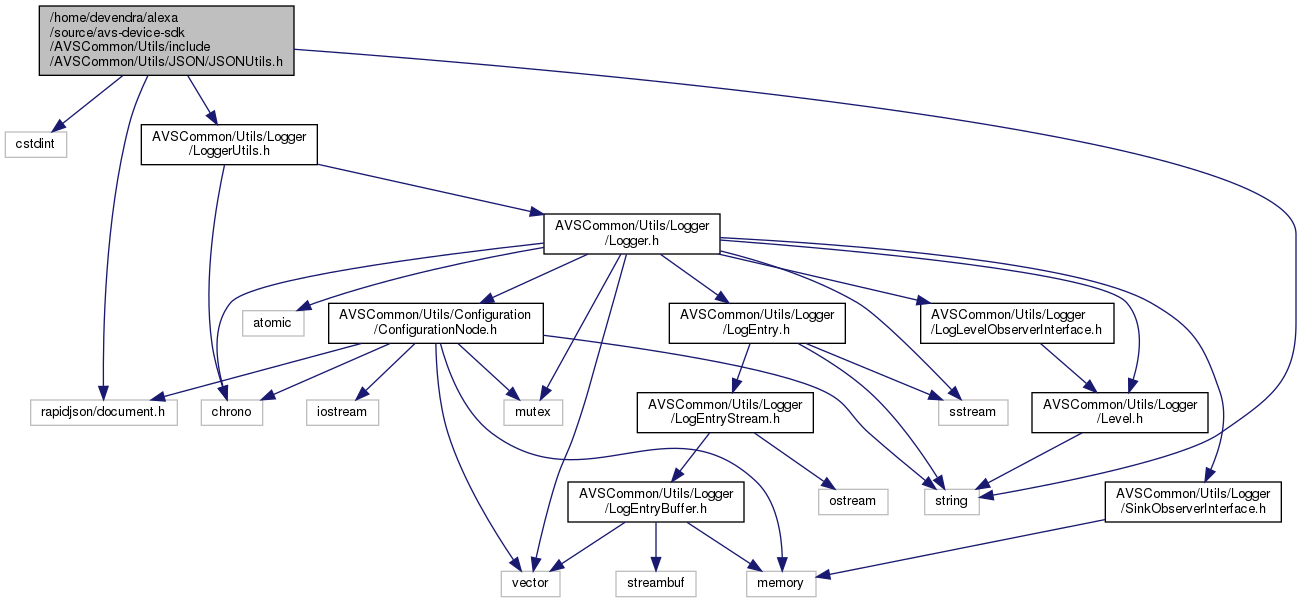 /home/devendra/alexa
/source/avs-device-sdk
/AVSCommon/Utils/include
/AVSCommon/Utils/JSON/JSONUtils.h
cstdint
AVSCommon/Utils/Logger
/LoggerUtils.h
AVSCommon/Utils/Logger
/Logger.h
atomic
AVSCommon/Utils/Configuration
/ConfigurationNode.h
AVSCommon/Utils/Logger
/LogEntry.h
AVSCommon/Utils/Logger
/LogLevelObserverInterface.h
rapidjson/document.h
chrono
iostream
mutex
AVSCommon/Utils/Logger
/LogEntryStream.h
sstream
AVSCommon/Utils/Logger
/Level.h
AVSCommon/Utils/Logger
/LogEntryBuffer.h
ostream
string
AVSCommon/Utils/Logger
/SinkObserverInterface.h
vector
streambuf
memory